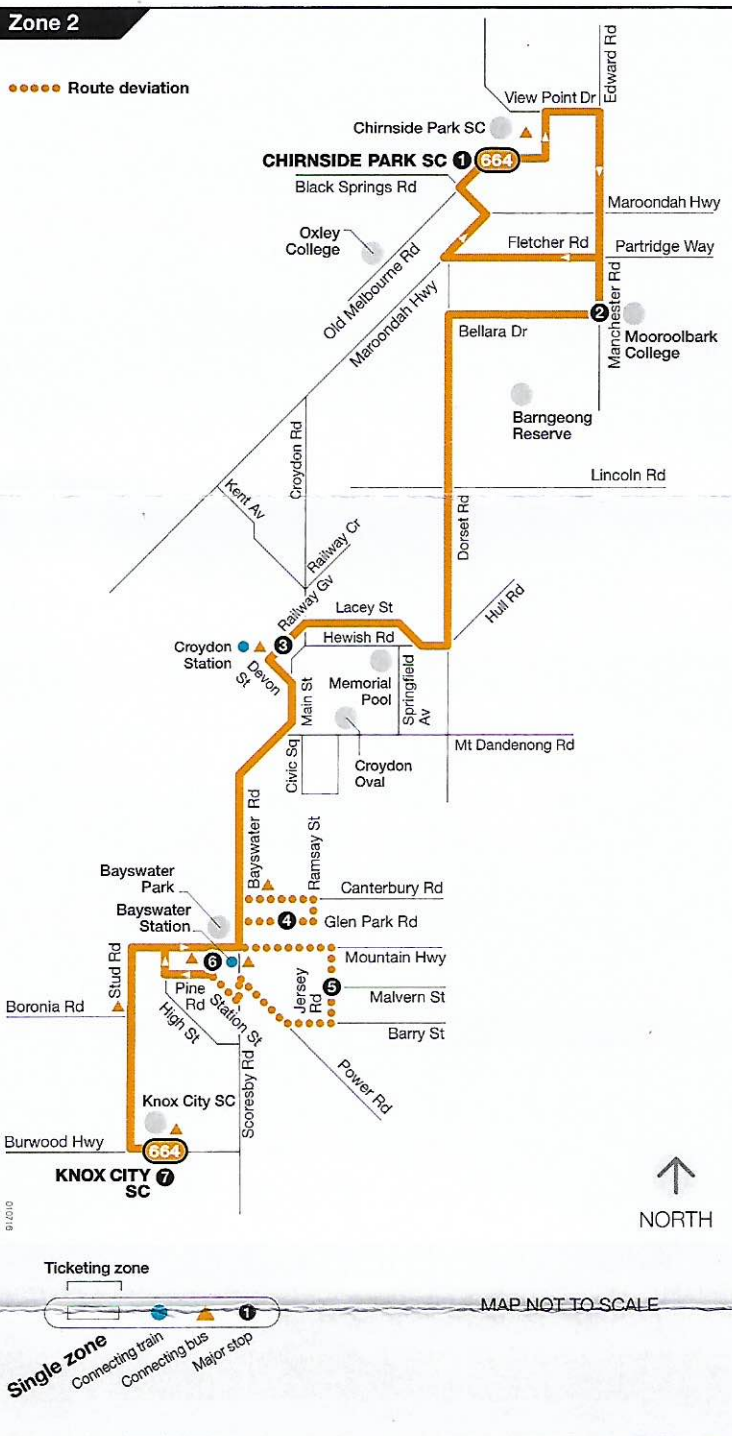 Zone 2
Route deviation
Edward Rd
View Point Dr
Chirnside Park SC
CHIRNSIDE PARK SC 1 664
Black Springs Rd
Maroondah Hwy
Oxley
College
Fletcher Rd
Partridge Way
Old Melbourne Rd
Maroondah Hwy
Manchester Rd
2
Bellara Dr
Mooroolbark
College
Barngeong
Reserve
Croydon Rd
Lincoln Rd
Kent Av
Dorset Rd
Railway Cr
Railway Gv
Lacey St
Hull Rd
Hewish Rd
Croydon
Station
3
Devon
St
Main St
Memorial
Pool
Springfield
Av
Civic Sq
Croydon
Oval
Mt Dandenong Rd
Bayswater Rd
Ramsay St
Bayswater
Park
Canterbury Rd
Bayswater
Station
4
Glen Park Rd
Stud Rd
6
Mountain Hwy
Pine
Rd
Jersey
Rd
5
Malvern St
Boronia Rd
High St
Station St
Barry St
Scoresby Rd
Power Rd
Knox City SC
Burwood Hwy
664
KNOX CITY 7
SC
010716
NORTH
Ticketing zone
1
MAP NOT TO SCALE
Single zone
Connecting train
Connecting bus
Major stop